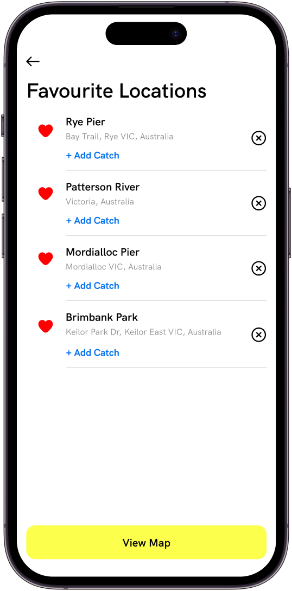 Favourite Locations
Rye Pier
Bay Trail, Rye VIC, Australia
+ Add Catch
Patterson River
Victoria, Australia
+ Add Catch
Mordialloc Pier
Mordialloc VIC, Australia
+ Add Catch
Brimbank Park
Keilor Park Dr, Keilor East VIC, Australia
+ Add Catch
View Map